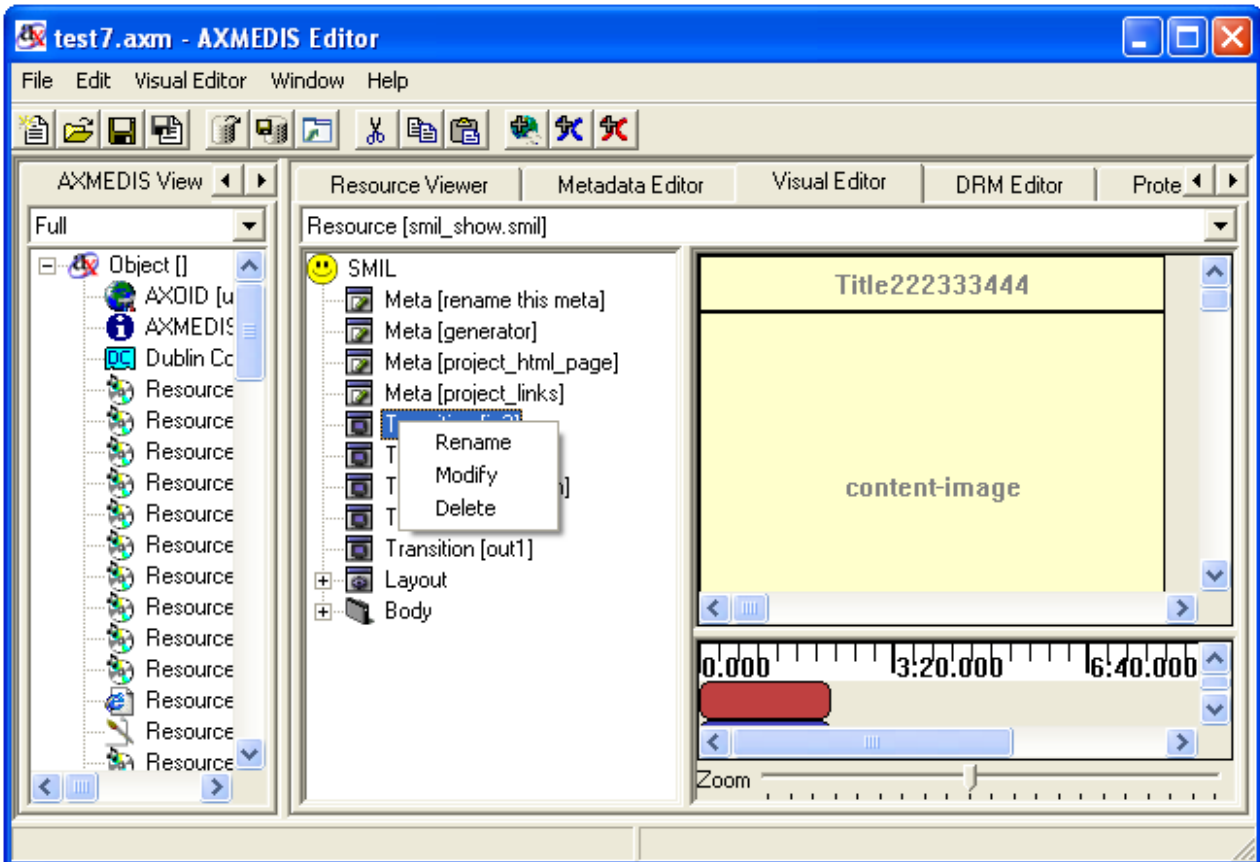 test7.axm - AXMEDIS Editor
File Edit Visual Editor Window Help
AXMEDIS View
Resource Viewer Metadata Editor Visual Editor DRM Editor Prote
Full
Resource [smil_show.smil]
Object []
AXOID [u
AXMEDIS
DC Dublin Co
Resource
Resource
Resource
Resource
Resource
Resource
Resource
Resource
Resource
Resource
Resource
Resource
Resource
SMIL
Meta [rename this meta]
Meta [generator]
Meta [project_html_page]
Meta [project_links]
T
T
T
Transition [out1]
Layout
Body
Rename
Modify
Delete
Title222333444
content-image
0.000 3:20.000 6:40.000
Zoom